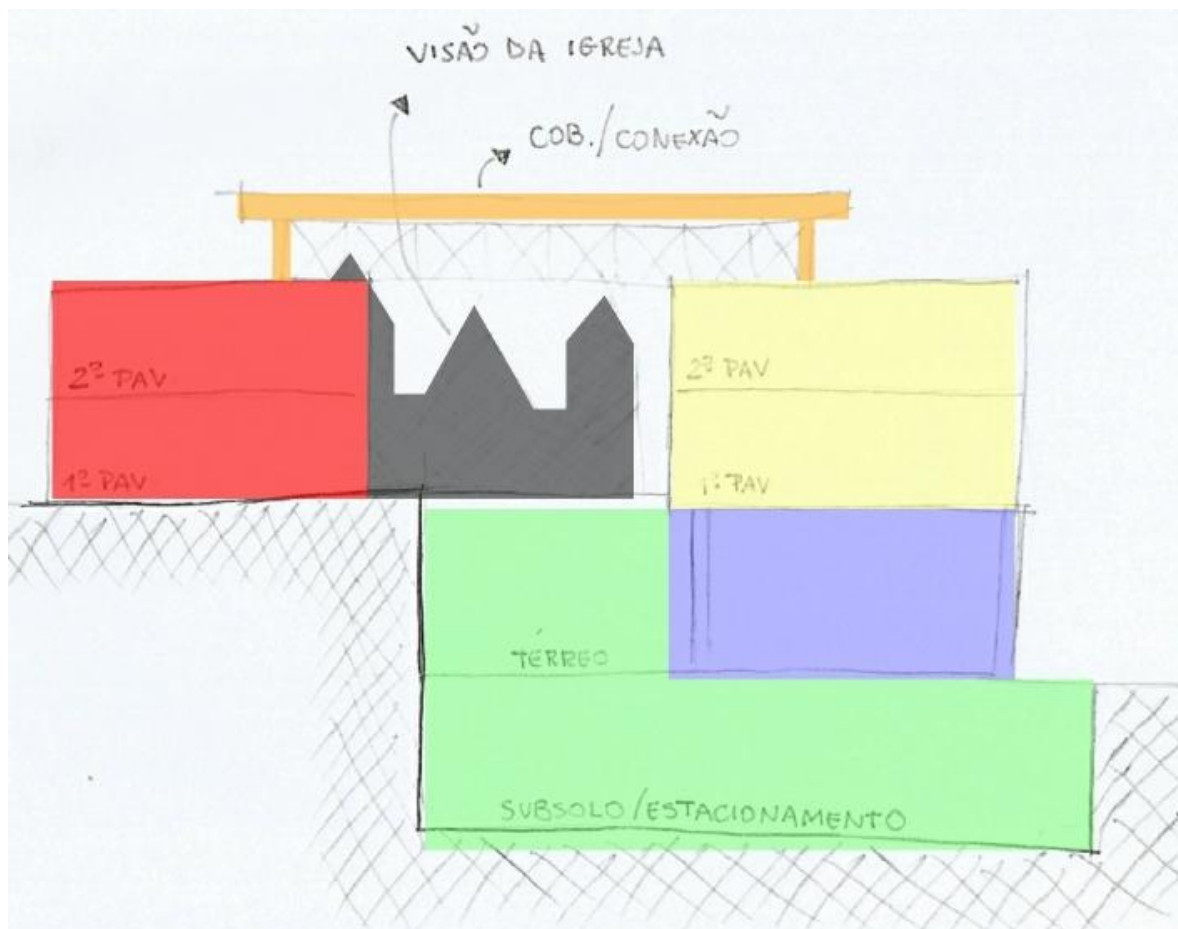 VISÃO DA IGREJA
COB./CONEXÃO
2º PAV
2º PAV
1º PAV
1º PAV
TÉRREO
SUBSOLO/ESTACIONAMENTO